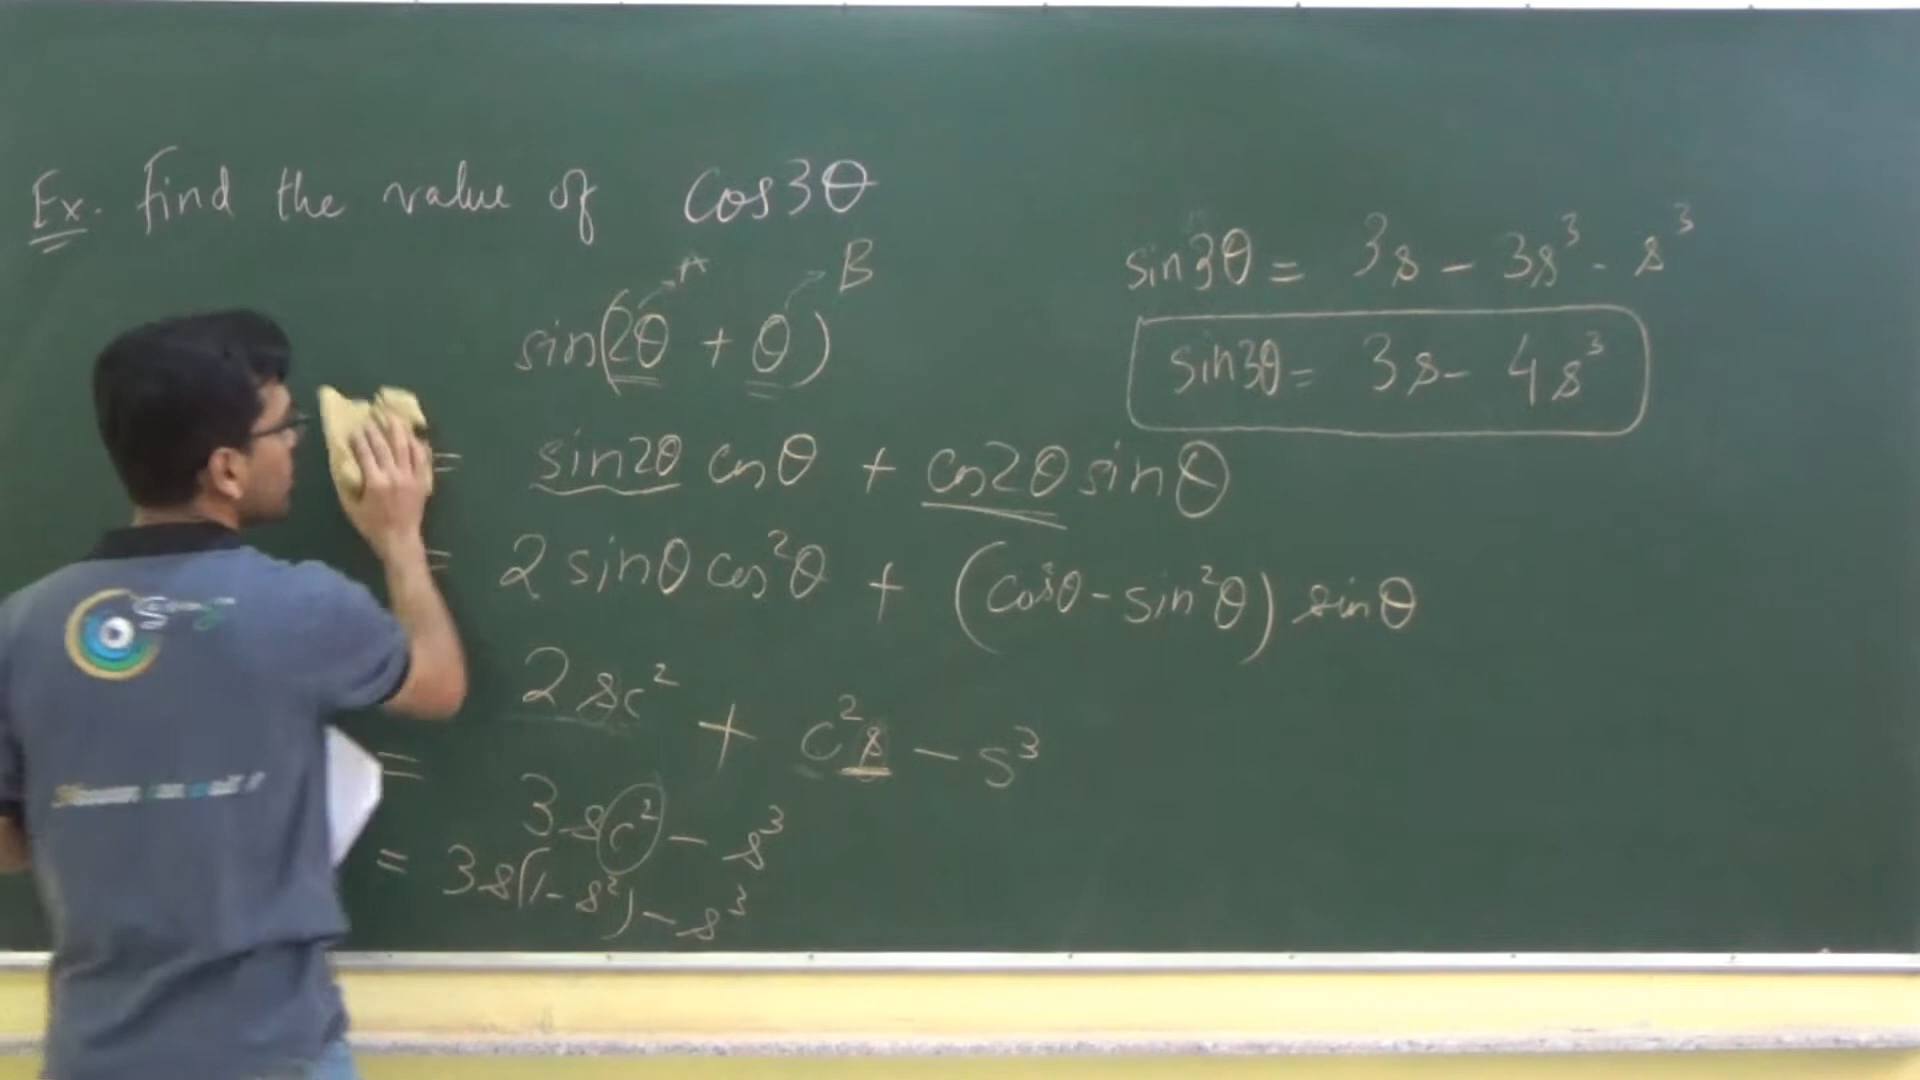 Ex. find the value of cos3θ
A
B
sin(2θ + θ)
= sin2θ cosθ + cos2θ sinθ
= 2 sinθ cos²θ + (cos²θ - sin²θ) sinθ
2sc² + c²s - s³
= 3sc² - s³
= 3s(1-s²) - s³
sin3θ = 3s - 3s³ - s³
sin3θ = 3s - 4s³